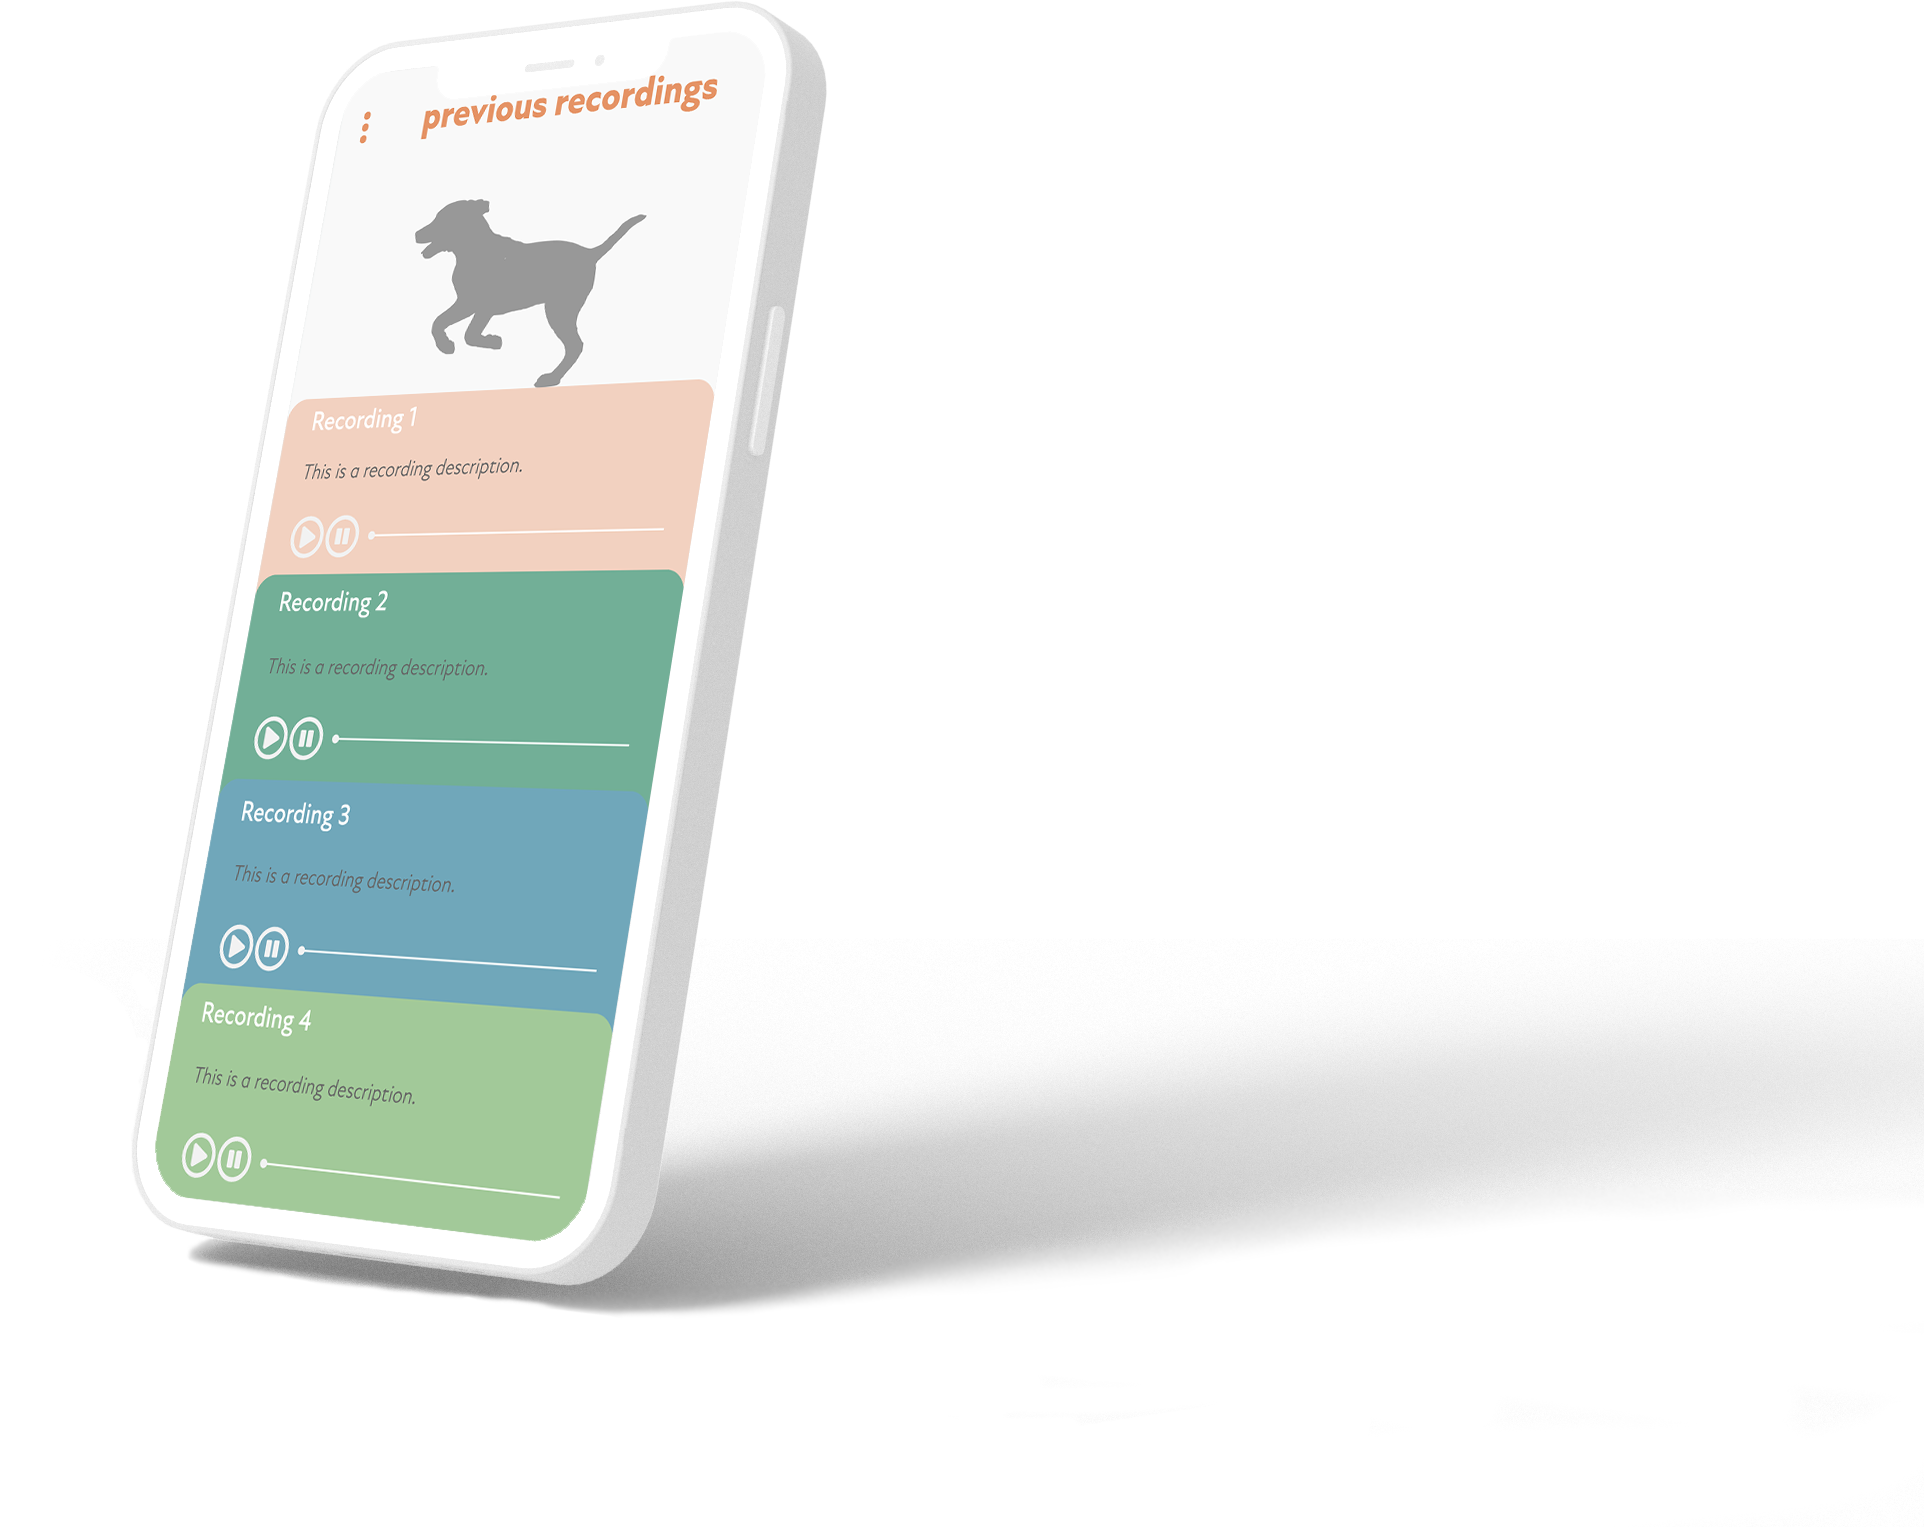 previous recordings
Recording 1
This is a recording description.
Recording 2
This is a recording description.
Recording 3
This is a recording description.
Recording 4
This is a recording description.